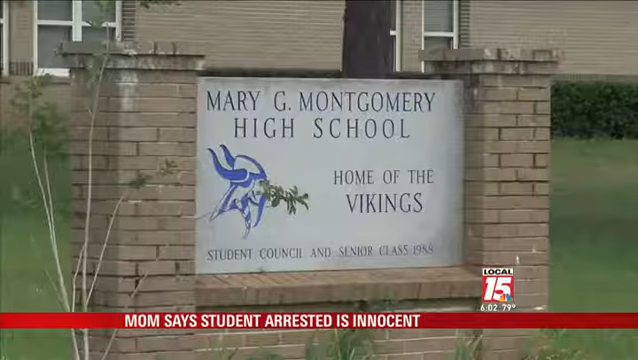 MARY G. MONTGOMERY
HIGH SCHOOL
HOME OF THE
VIKINGS
STUDENT COUNCIL AND SENIOR CLASS 1988
LOCAL
15
6:02 79°
MOM SAYS STUDENT ARRESTED IS INNOCENT